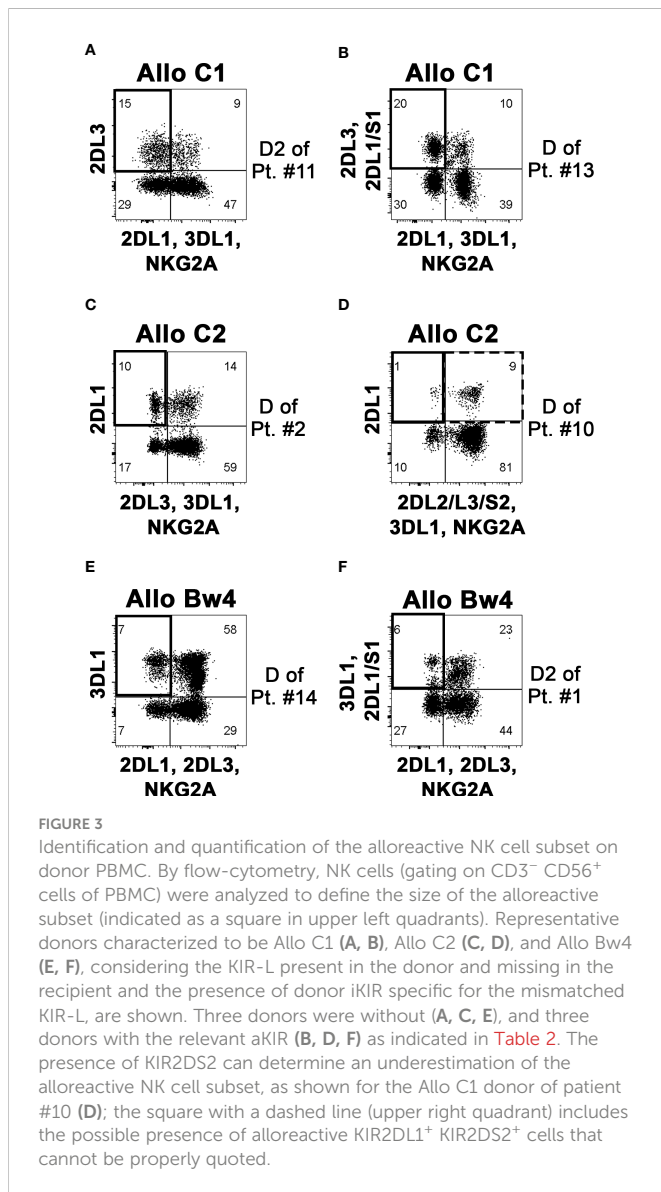 A
Allo C1
2DL3
15
9
29
47
2DL1, 3DL1,
NKG2A
D2 of
Pt. #11
B
Allo C1
2DL3,
2DL1/S1
20
10
30
39
2DL1, 3DL1,
NKG2A
D of
Pt. #13
C
Allo C2
2DL1
10
14
17
59
2DL3, 3DL1,
NKG2A
D of
Pt. #2
D
Allo C2
2DL1
1
9
10
81
2DL2/L3/S2,
3DL1, NKG2A
D of
Pt. #10
E
Allo Bw4
3DL1
7
58
7
29
2DL1, 2DL3,
NKG2A
D of
Pt. #14
F
Allo Bw4
3DL1,
2DL1/S1
6
23
27
44
2DL1, 2DL3,
NKG2A
D2 of
Pt. #1
FIGURE 3
Identification and quantification of the alloreactive NK cell subset on
donor PBMC. By flow-cytometry, NK cells (gating on CD3⁻ CD56⁺
cells of PBMC) were analyzed to define the size of the alloreactive
subset (indicated as a square in upper left quadrants). Representative
donors characterized to be Allo C1 (A, B), Allo C2 (C, D), and Allo Bw4
(E, F), considering the KIR-L present in the donor and missing in the
recipient and the presence of donor iKIR specific for the mismatched
KIR-L, are shown. Three donors were without (A, C, E), and three
donors with the relevant aKIR (B, D, F) as indicated in Table 2. The
presence of KIR2DS2 can determine an underestimation of the
alloreactive NK cell subset, as shown for the Allo C1 donor of patient
#10 (D); the square with a dashed line (upper right quadrant) includes
the possible presence of alloreactive KIR2DL1⁺ KIR2DS2⁺ cells that
cannot be properly quoted.